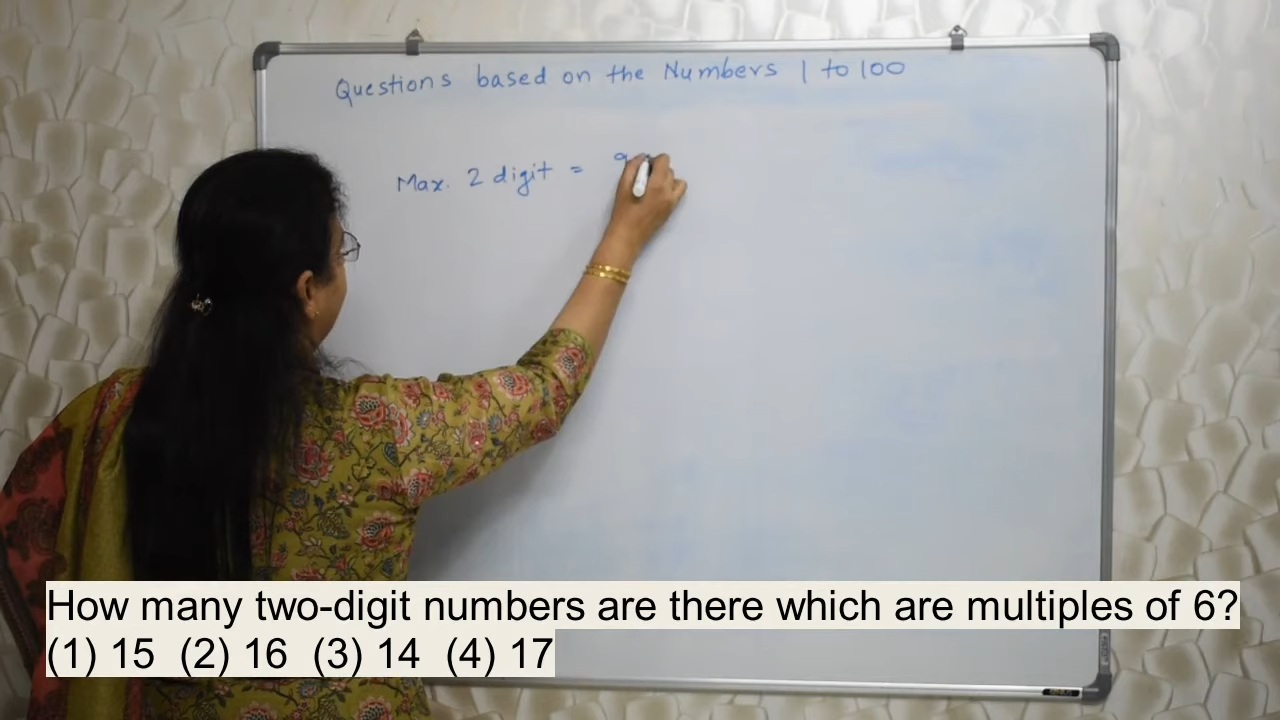 Questions based on the Numbers 1 to 100
Max. 2 digit = 9
How many two-digit numbers are there which are multiples of 6?
(1) 15 (2) 16 (3) 14 (4) 17